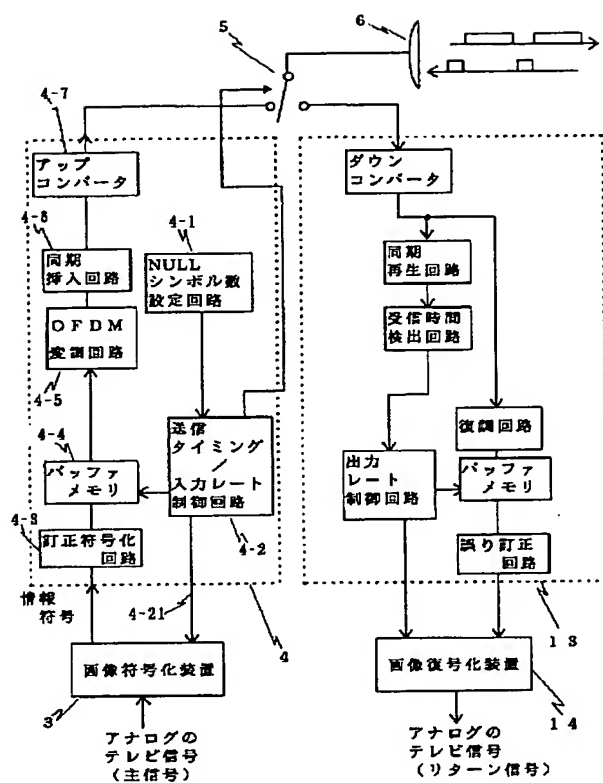 5
6
4-7
アップ
コンバータ
ダウン
コンバータ
4-6
同期
挿入回路
4-1
NULL
シンボル数
設定回路
同期
再生回路
OFDM
変調回路
4-5
受信時間
検出回路
4-4
バッファ
メモリ
送信
タイミング
/
入力レート
制御回路
4-2
出力
レート
制御回路
復調回路
バッファ
メモリ
4-3
訂正符号化
回路
誤り訂正
回路
情報
符号
4-21
4
13
画像符号化装置
3
画像復号化装置
14
アナログの
テレビ信号
(主信号)
アナログの
テレビ信号
(リターン信号)